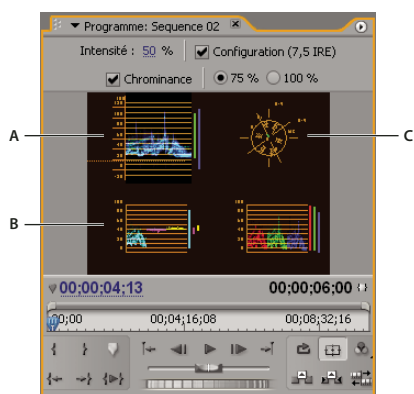 Programme: Sequence 02
Intensité : 50 % Configuration (7,5 IRE)
Chrominance 75 % 100 %
A
C
B
00;00;04;13 00;00;06;00
00;00 00;04;16;08 00;08;32;16